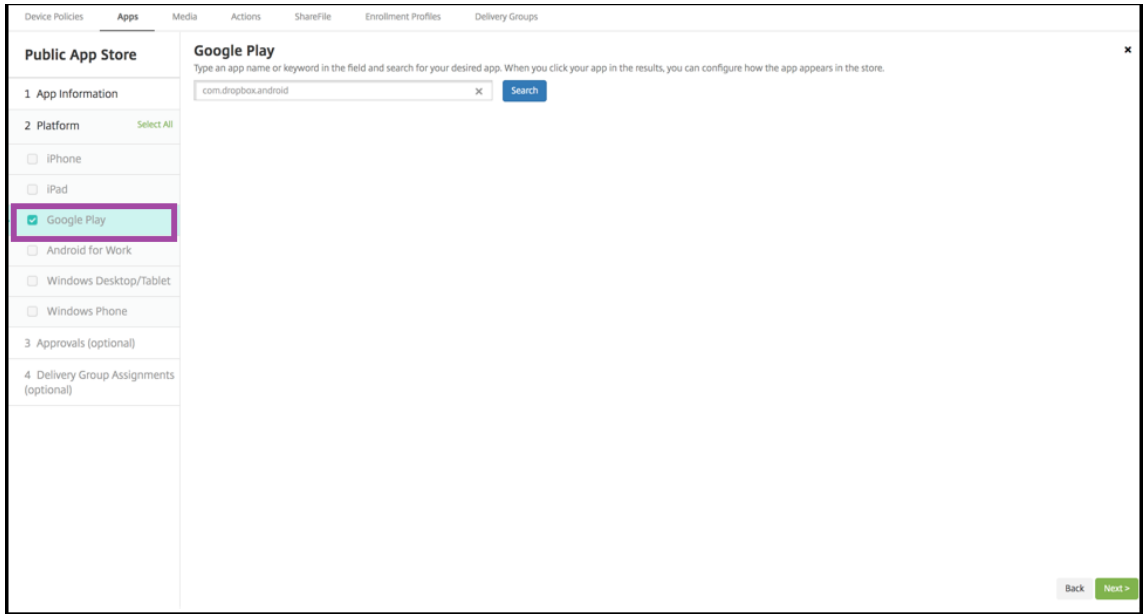 Device Policies Apps Media Actions ShareFile Enrollment Profiles Delivery Groups
Public App Store
1 App Information
2 Platform Select All
iPhone
iPad
Google Play
Android for Work
Windows Desktop/Tablet
Windows Phone
3 Approvals (optional)
4 Delivery Group Assignments
(optional)
Google Play
Type an app name or keyword in the field and search for your desired app. When you click your app in the results, you can configure how the app appears in the store.
com.dropbox.android Search
Back Next >